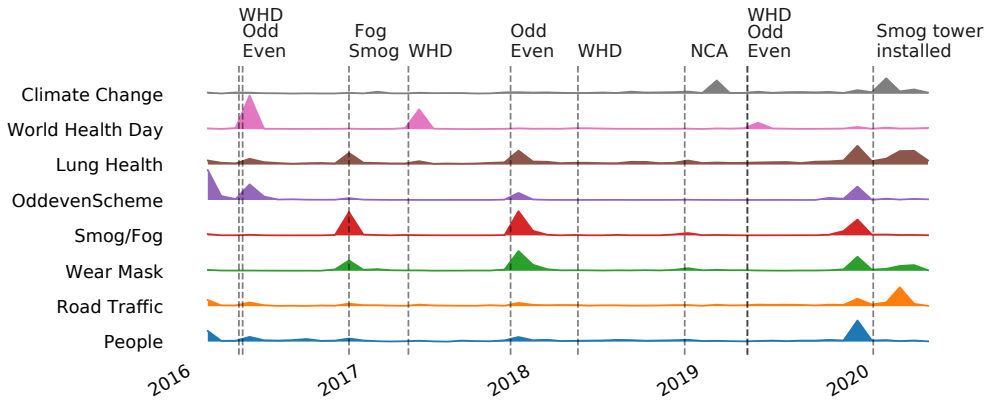 WHD
Odd
Even
Fog
Smog
WHD
Odd
Even
WHD
NCA
WHD
Odd
Even
Smog tower
installed
Climate Change
World Health Day
Lung Health
OddevenScheme
Smog/Fog
Wear Mask
Road Traffic
People
2016
2017
2018
2019
2020